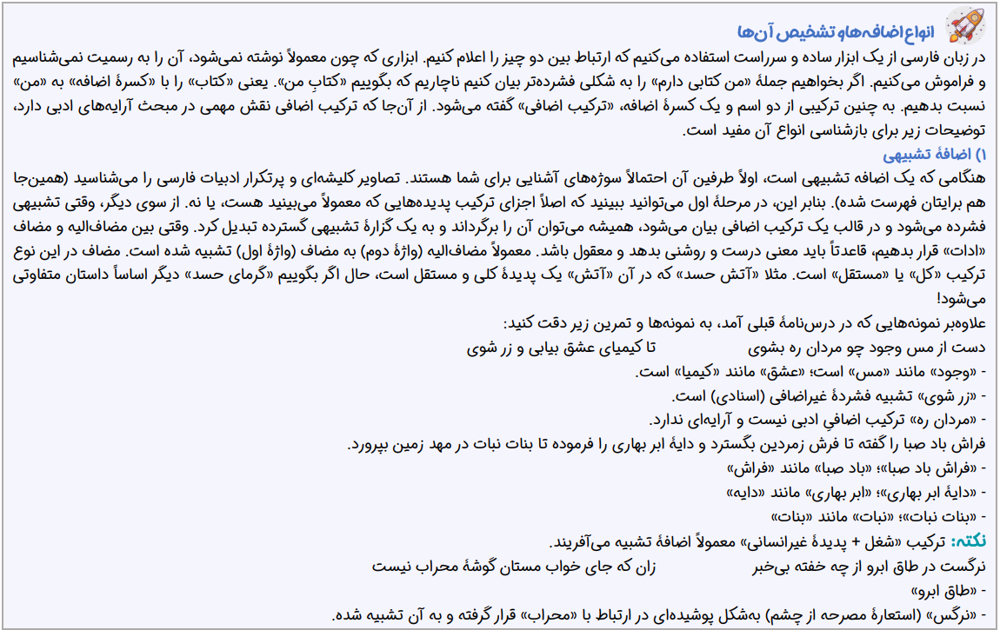 انواع اضافه‌ها و تشخیص آن‌ها
در زبان فارسی از یک ابزار ساده و سرراست استفاده می‌کنیم که ارتباط بین دو چیز را اعلام کنیم. ابزاری که چون معمولاً نوشته نمی‌شود، آن را به رسمیت نمی‌شناسیم
و فراموش می‌کنیم. اگر بخواهیم جملهٔ «من کتابی دارم» را به شکلی فشرده‌تر بیان کنیم ناچاریم که بگوییم «کتابِ من». یعنی «کتاب» را با «کسرهٔ اضافه» به «من»
نسبت بدهیم. به چنین ترکیبی از دو اسم و یک کسرهٔ اضافه، «ترکیب اضافی» گفته می‌شود. از آن‌جا که ترکیب اضافی نقش مهمی در مبحث آرایه‌های ادبی دارد،
توضیحات زیر برای بازشناسی انواع آن مفید است.
۱) اضافهٔ تشبیهی
هنگامی که یک اضافه تشبیهی است، اولاً طرفین آن احتمالاً سوژه‌های آشنایی برای شما هستند. تصاویر کلیشه‌ای و پرتکرار ادبیات فارسی را می‌شناسید (همین‌جا
هم برایتان فهرست شده). بنابر این، در مرحلهٔ اول می‌توانید ببینید که اصلاً اجزای ترکیب پدیده‌هایی که معمولاً می‌بینید هست، یا نه. از سوی دیگر، وقتی تشبیهی
فشرده می‌شود و در قالب یک ترکیب اضافی بیان می‌شود، همیشه می‌توان آن را برگرداند و به یک گزارهٔ تشبیهی گسترده تبدیل کرد. وقتی بین مضاف‌الیه و مضاف
«ادات» قرار بدهیم، قاعدتاً باید معنی درست و روشنی بدهد و معقول باشد. معمولاً مضاف‌الیه (واژهٔ دوم) به مضاف (واژهٔ اول) تشبیه شده است. مضاف در این نوع
ترکیب «کل» یا «مستقل» است. مثلا «آتش حسد» که در آن «آتش» یک پدیدهٔ کلی و مستقل است، حال اگر بگوییم «گرمای حسد» دیگر اساساً داستان متفاوتی
می‌شود!
علاوه‌بر نمونه‌هایی که در درس‌نامهٔ قبلی آمد، به نمونه‌ها و تمرین زیر دقت کنید:
دست از مس وجود چو مردان ره بشوی تا کیمیای عشق بیابی و زر شوی
- «وجود» مانند «مس» است؛ «عشق» مانند «کیمیا» است.
- «زر شوی» تشبیه فشردهٔ غیراضافی (اسنادی) است.
- «مردان ره» ترکیب اضافیِ ادبی نیست و آرایه‌ای ندارد.
فراش باد صبا را گفته تا فرش زمردین بگسترد و دایهٔ ابر بهاری را فرموده تا بنات نبات در مهد زمین بپرورد.
- «فراش باد صبا»؛ «باد صبا» مانند «فراش»
- «دایهٔ ابر بهاری»؛ «ابر بهاری» مانند «دایه»
- «بنات نبات»؛ «نبات» مانند «بنات»
نکته: ترکیب «شغل + پدیدهٔ غیرانسانی» معمولاً اضافهٔ تشبیه می‌آفریند.
نرگست در طاق ابرو از چه خفته بی‌خبر زان که جای خواب مستان گوشهٔ محراب نیست
- «طاق ابرو»
- «نرگس» (استعارهٔ مصرحه از چشم) به‌شکل پوشیده‌ای در ارتباط با «محراب» قرار گرفته و به آن تشبیه شده.